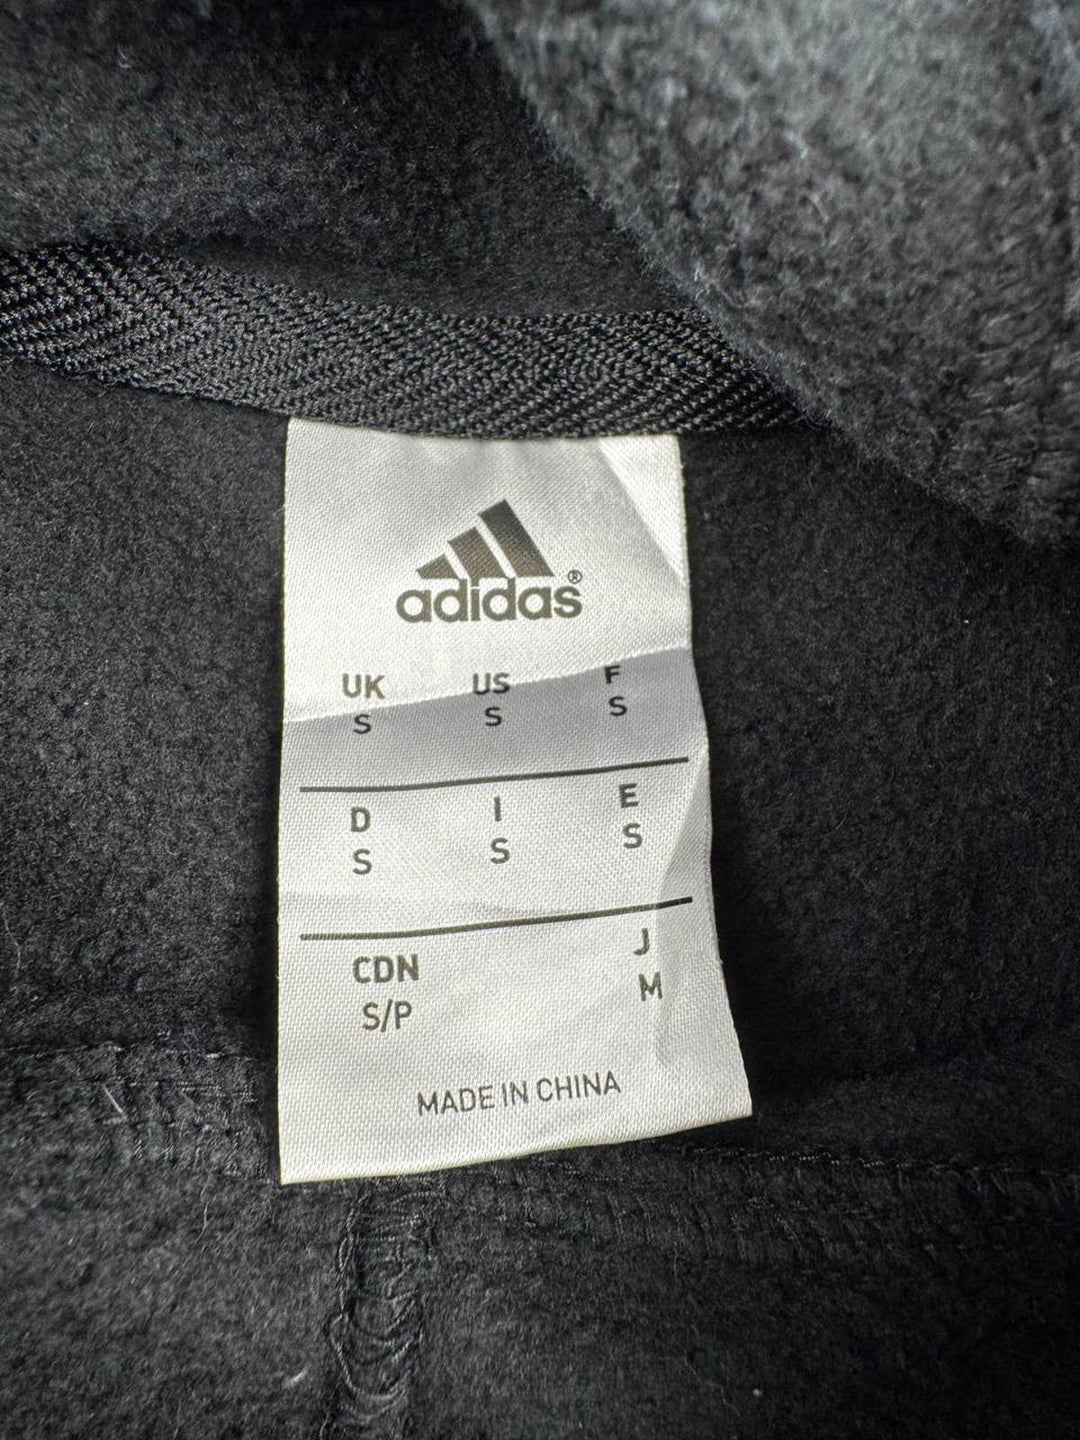 adidas®
UK US F
S S S
D I E
S S S
CDN J
S/P M
MADE IN CHINA